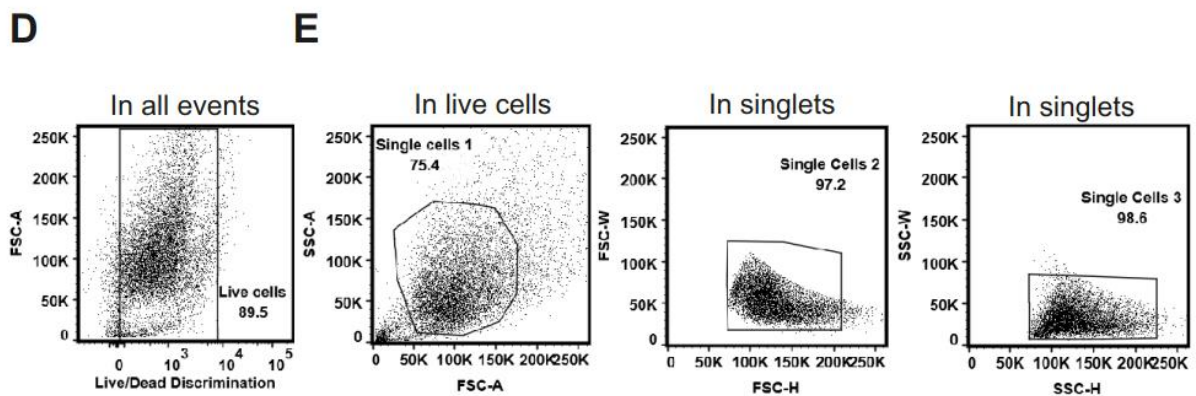 D
E
In all events
250K
200K
150K
100K
50K
0
FSC-A
Live cells
89.5
0 10^3 10^4 10^5
Live/Dead Discrimination
In live cells
250K
200K
150K
100K
50K
0
SSC-A
Single cells 1
75.4
0 50K 100K 150K 200K 250K
FSC-A
In singlets
250K
200K
150K
100K
50K
0
FSC-W
Single Cells 2
97.2
0 50K 100K 150K 200K 250K
FSC-H
In singlets
250K
200K
150K
100K
50K
0
SSC-W
Single Cells 3
98.6
0 50K 100K 150K 200K 250K
SSC-H